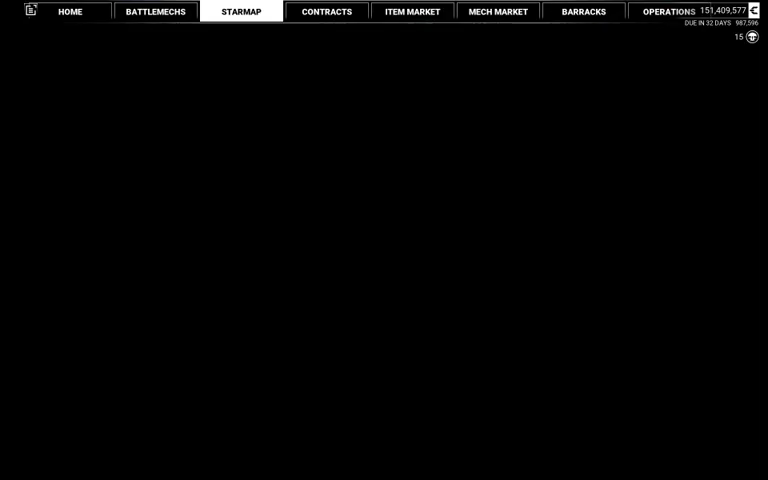 HOME BATTLEMECHS STARMAP CONTRACTS ITEM MARKET MECH MARKET BARRACKS OPERATIONS 151,409,577
DUE IN 32 DAYS 987,596
15